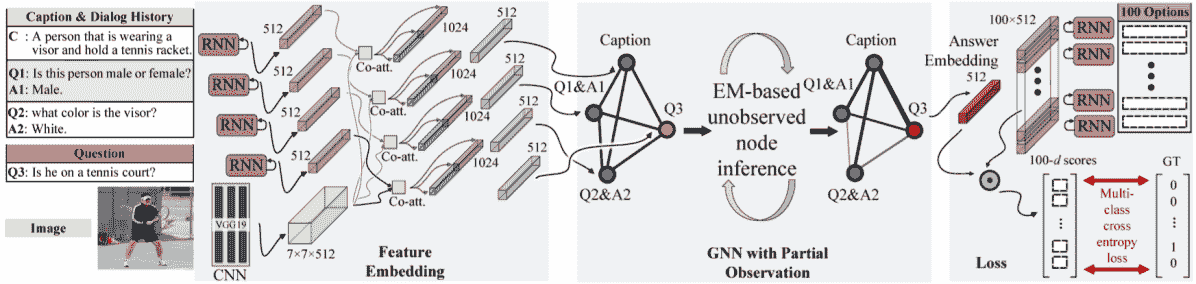 Caption & Dialog History
C : A person that is wearing a
visor and hold a tennis racket.
Q1: Is this person male or female?
A1: Male.
Q2: what color is the visor?
A2: White.
Question
Q3: Is he on a tennis court?
Image
RNN
RNN
RNN
RNN
VGG19
CNN
512
512
512
512
7×7×512
Co-att.
Co-att.
Co-att.
Co-att.
1024
1024
1024
1024
512
512
512
512
Feature
Embedding
Caption
Q1&A1
Q3
Q2&A2
EM-based
unobserved
node
inference
GNN with Partial
Observation
Caption
Q1&A1
Q3
Q2&A2
Answer
Embedding
512
100×512
RNN
RNN
RNN
RNN
100 Options
100-d scores
GT
Multi-
class
cross
entropy
loss
0
0
⋮
1
0
Loss